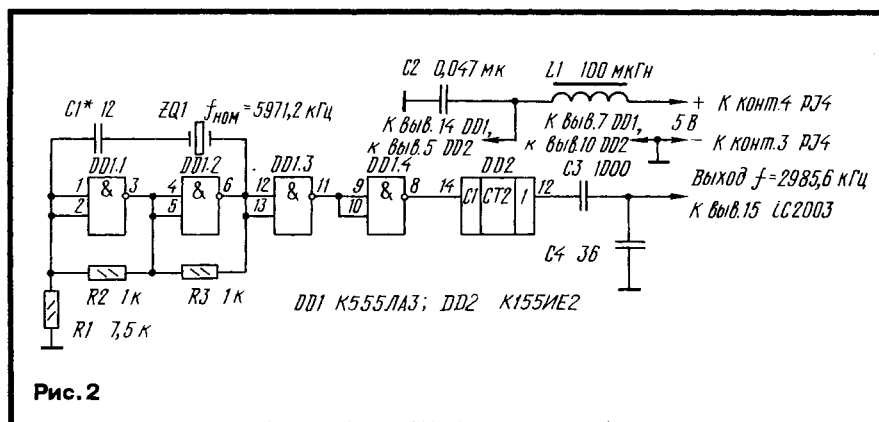 C2 0,047 мк L1 100 мкГн
C1* 12 ZQ1 fном = 5971,2 кГц
+ К конт.4 PJ4
К выв.14 DD1, К выв.7 DD1, 5 В
к выв.5 DD2 к выв.10 DD2 − К конт.3 PJ4
DD1.1 DD1.2 DD1.3 DD1.4 DD2 C3 1000
1 & 3 4 & 6 12 & 11 9 & 8 14 C1 CT2 1 12
2 5 13 10
Выход f = 2985,6 кГц
К выв.15 iC2003
C4 36
R2 1к R3 1к
DD1 К555ЛА3; DD2 К155ИЕ2
R1 7,5 к
Рис. 2